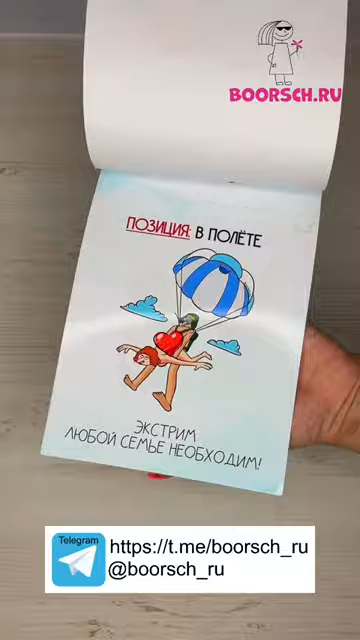 BOORSCH.RU
ПОЗИЦИЯ: В ПОЛЁТЕ
ЭКСТРИМ
ЛЮБОЙ СЕМЬЕ НЕОБХОДИМ!
Telegram
https://t.me/boorsch_ru
@boorsch_ru